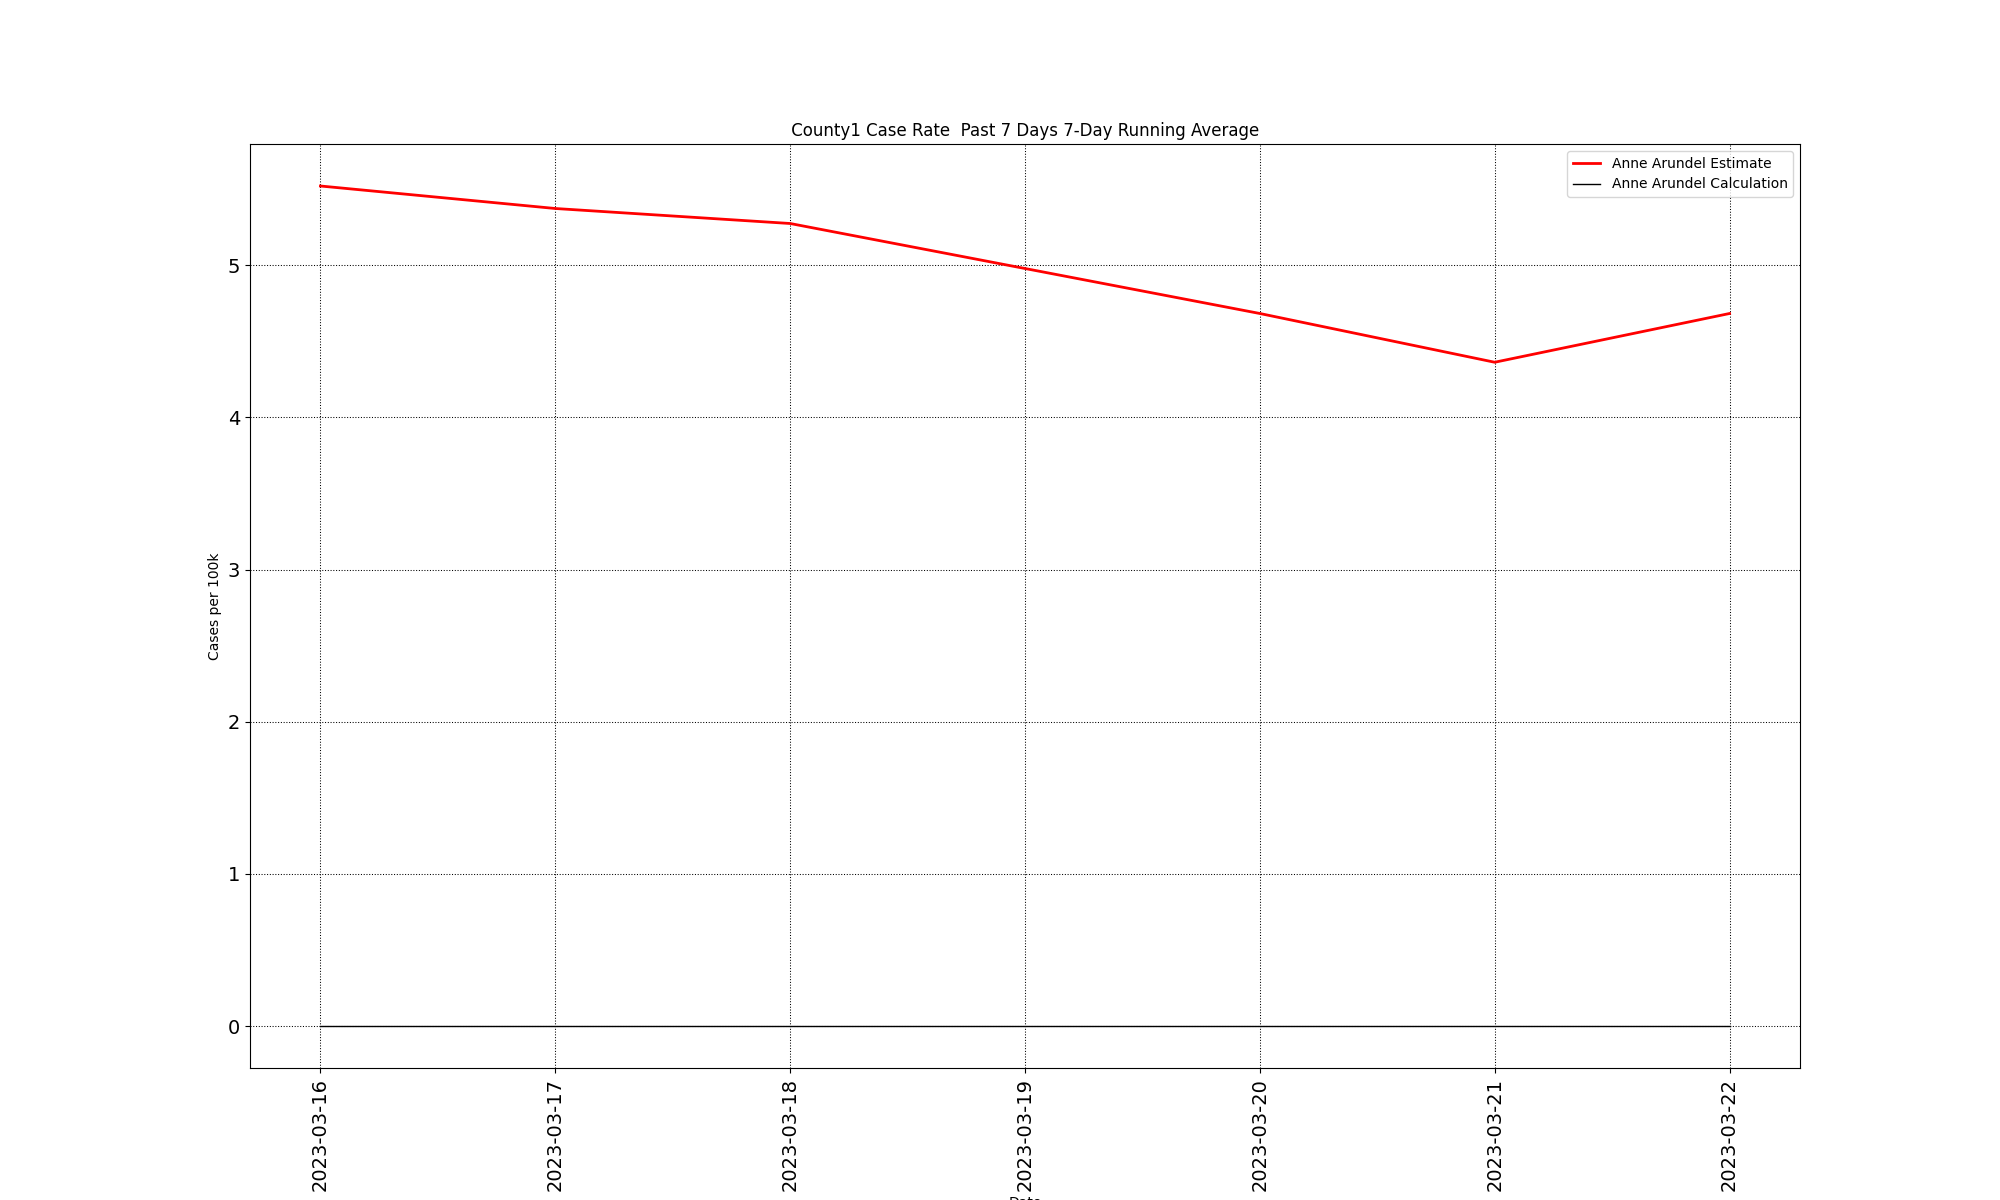 County1 Case Rate  Past 7 Days 7-Day Running Average
Anne Arundel Estimate
Anne Arundel Calculation
Cases per 100k
5
4
3
2
1
0
2023-03-16
2023-03-17
2023-03-18
2023-03-19
2023-03-20
2023-03-21
2023-03-22
Date